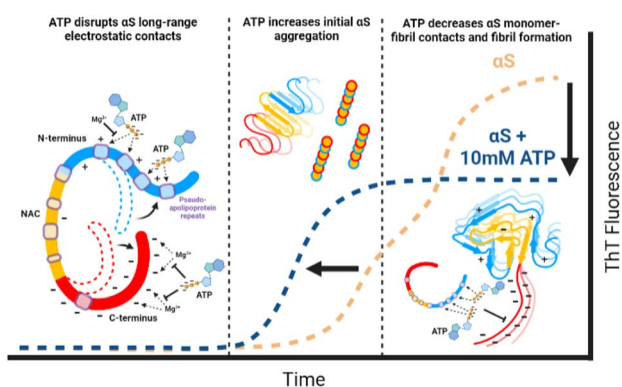 ATP disrupts αS long-range
electrostatic contacts
ATP increases initial αS
aggregation
ATP decreases αS monomer-
fibril contacts and fibril formation
αS
αS +
10mM ATP
Mg²⁺
ATP
N-terminus
ATP
Pseudo-
apolipoprotein
repeats
NAC
Mg²⁺
ATP
Mg²⁺
C-terminus
ATP
Time
ThT Fluorescence